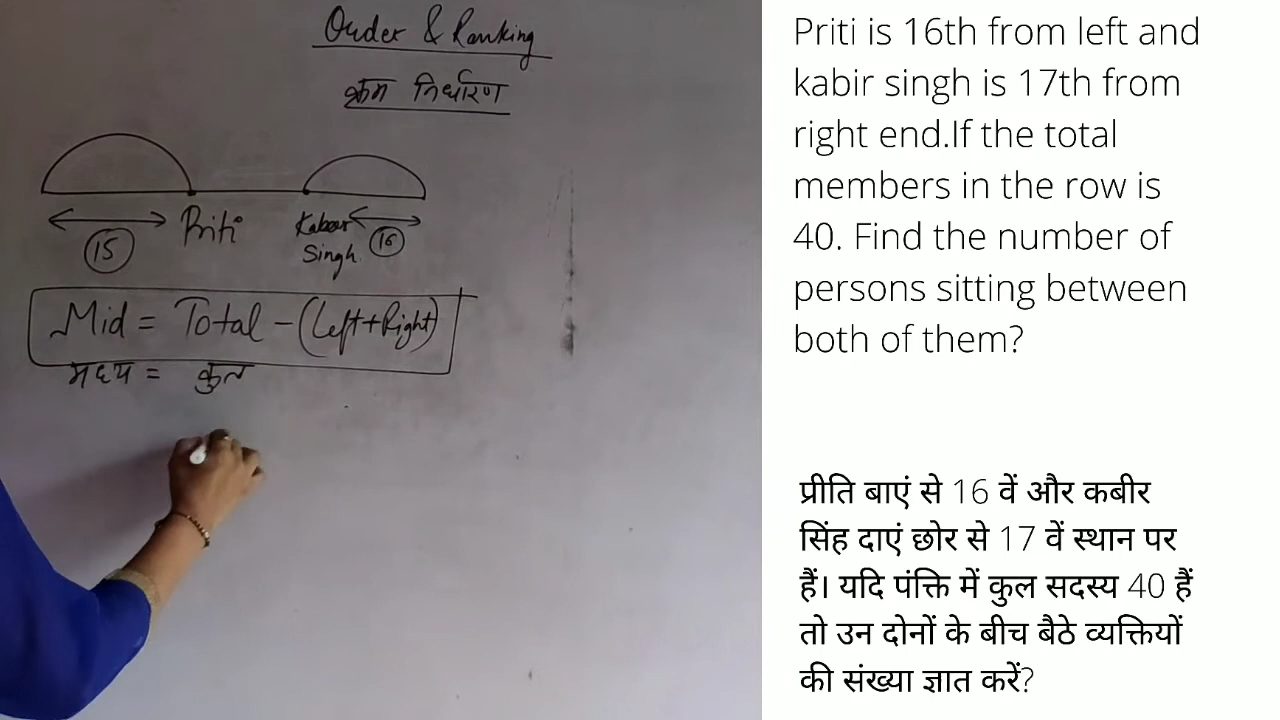 Order & Ranking
क्रम निर्धारण
15
Priti
Kabir
Singh
16
Mid = Total - (Left+Right)
मध्य = कुल
Priti is 16th from left and
kabir singh is 17th from
right end.If the total
members in the row is
40. Find the number of
persons sitting between
both of them?
प्रीति बाएं से 16 वें और कबीर
सिंह दाएं छोर से 17 वें स्थान पर
हैं। यदि पंक्ति में कुल सदस्य 40 हैं
तो उन दोनों के बीच बैठे व्यक्तियों
की संख्या ज्ञात करें?